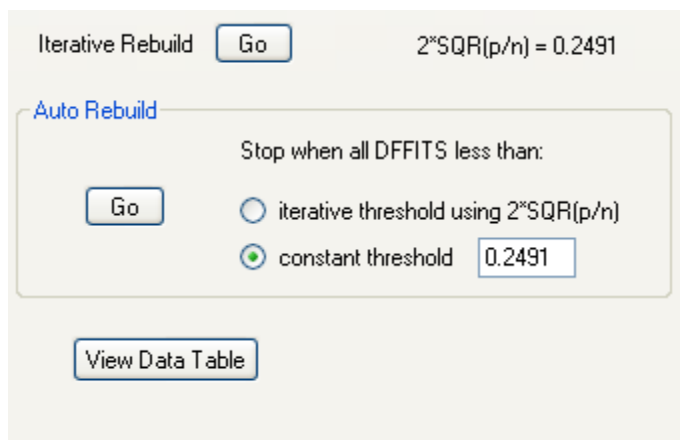 Iterative Rebuild Go 2*SQR(p/n) = 0.2491
Auto Rebuild
Stop when all DFFITS less than:
Go
iterative threshold using 2*SQR(p/n)
constant threshold 0.2491
View Data Table